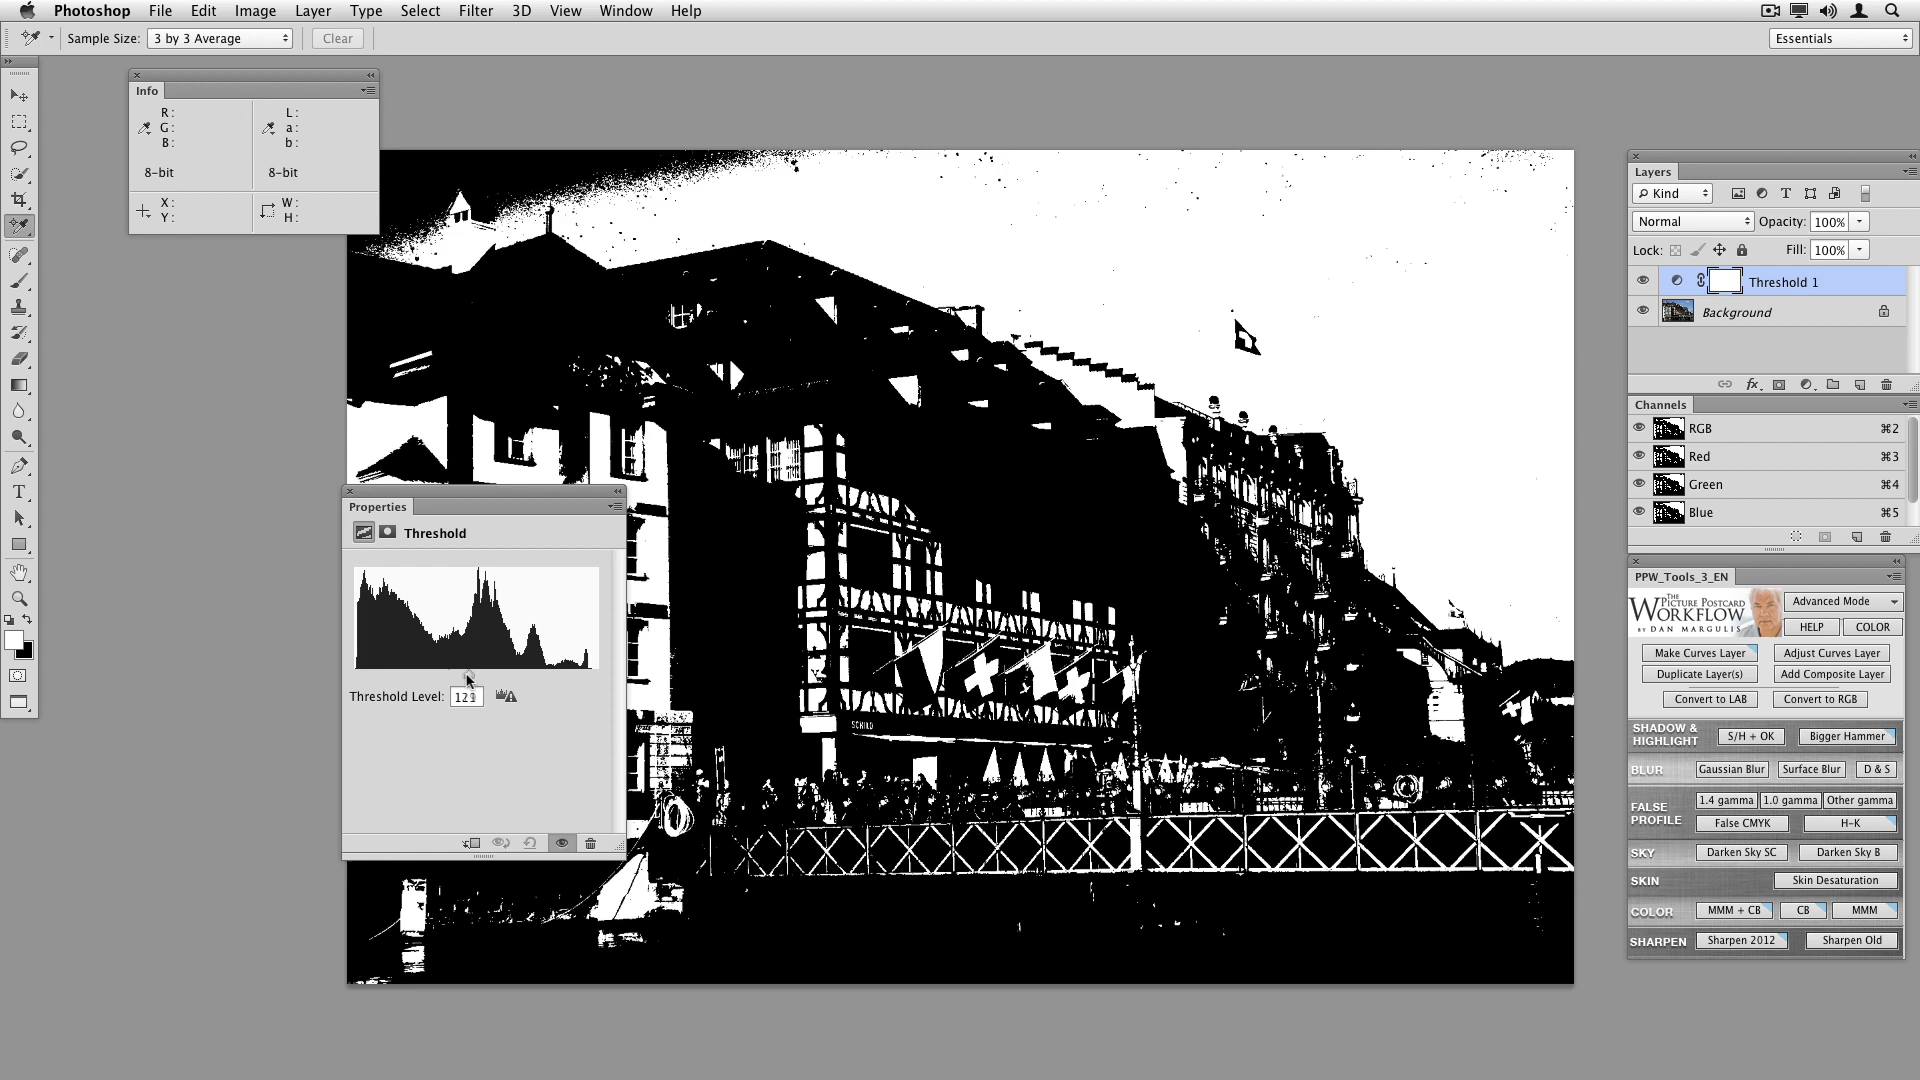 Photoshop File Edit Image Layer Type Select Filter 3D View Window Help
Sample Size: 3 by 3 Average Clear Essentials
Info
R: L:
G: a:
B: b:
8-bit 8-bit
X: W:
Y: H:
Layers
Kind
Normal Opacity: 100%
Lock: Fill: 100%
Threshold 1
Background
fx
Channels
RGB ⌘2
Red ⌘3
Green ⌘4
Blue ⌘5
Properties
Threshold
Threshold Level:
SCHILD
PPW_Tools_3_EN
THE
PICTURE POSTCARD
WORKFLOW
BY DAN MARGULIS
Advanced Mode
HELP COLOR
Make Curves Layer Adjust Curves Layer
Duplicate Layer(s) Add Composite Layer
Convert to LAB Convert to RGB
SHADOW &
HIGHLIGHT S/H + OK Bigger Hammer
BLUR Gaussian Blur Surface Blur D & S
FALSE
PROFILE
1.4 gamma 1.0 gamma Other gamma
False CMYK H-K
SKY Darken Sky SC Darken Sky B
SKIN Skin Desaturation
COLOR MMM + CB CB MMM
SHARPEN Sharpen 2012 Sharpen Old